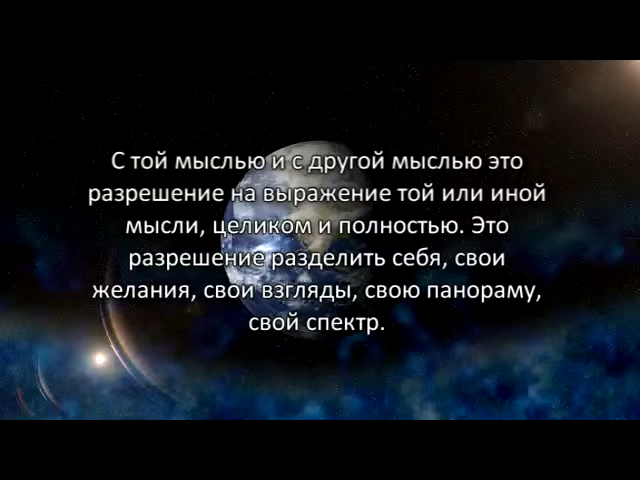 С той мыслью и с другой мыслью это
разрешение на выражение той или иной
мысли, целиком и полностью. Это
разрешение разделить себя, свои
желания, свои взгляды, свою панораму,
свой спектр.